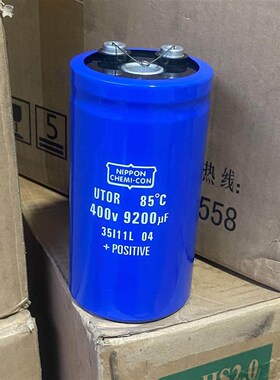 NIPPON
CHEMI-CON
UTOR 85°C
400v 9200μF
35I11L 04
+ POSITIVE
热线:
558
5
HS2.0